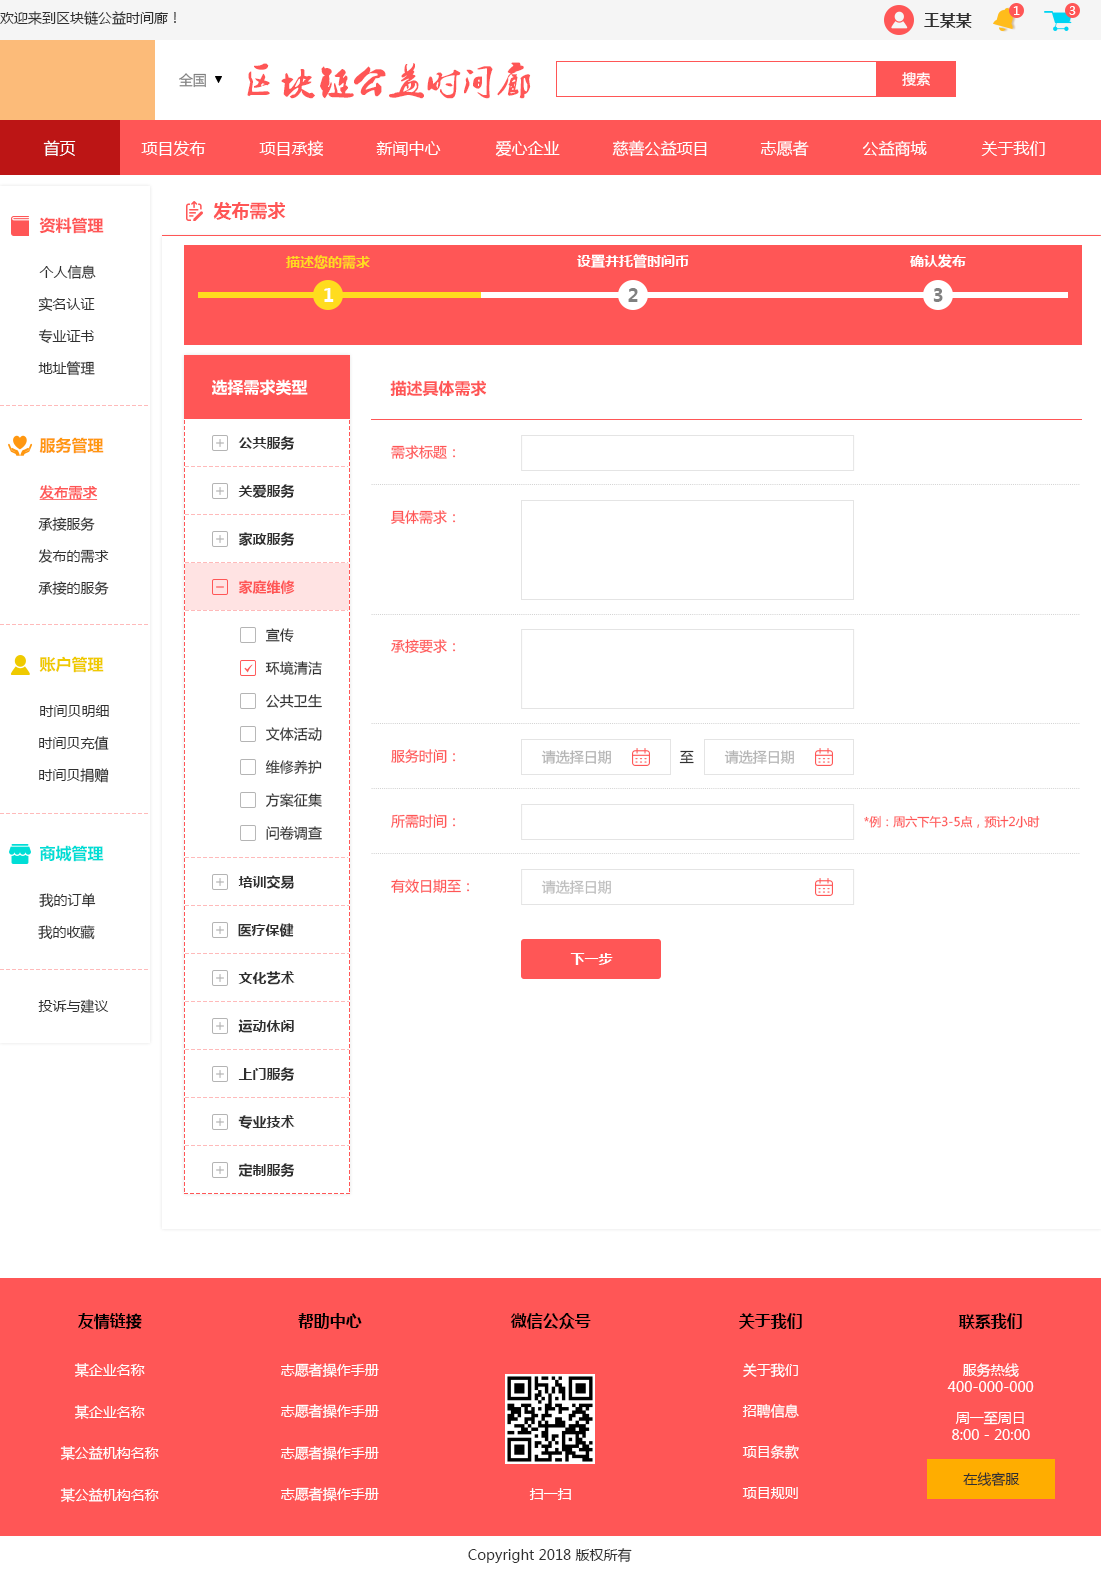 欢迎来到区块链公益时间廊！
王某某
1
3
全国 ▼
区块链公益时间廊
搜索
首页 项目发布 项目承接 新闻中心 爱心企业 慈善公益项目 志愿者 公益商城 关于我们
资料管理
个人信息
实名认证
专业证书
地址管理
服务管理
发布需求
承接服务
发布的需求
承接的服务
账户管理
时间贝明细
时间贝充值
时间贝捐赠
商城管理
我的订单
我的收藏
投诉与建议
发布需求
描述您的需求 设置并托管时间币 确认发布
1 2 3
选择需求类型
公共服务
关爱服务
家政服务
家庭维修
宣传
环境清洁
公共卫生
文体活动
维修养护
方案征集
问卷调查
培训交易
医疗保健
文化艺术
运动休闲
上门服务
专业技术
定制服务
描述具体需求
需求标题：
具体需求：
承接要求：
服务时间： 请选择日期 至 请选择日期
所需时间： *例：周六下午3-5点，预计2小时
有效日期至： 请选择日期
下一步
友情链接
某企业名称
某企业名称
某公益机构名称
某公益机构名称
帮助中心
志愿者操作手册
志愿者操作手册
志愿者操作手册
志愿者操作手册
微信公众号
扫一扫
关于我们
关于我们
招聘信息
项目条款
项目规则
联系我们
服务热线
400-000-000
周一至周日
8:00 - 20:00
在线客服
Copyright 2018 版权所有